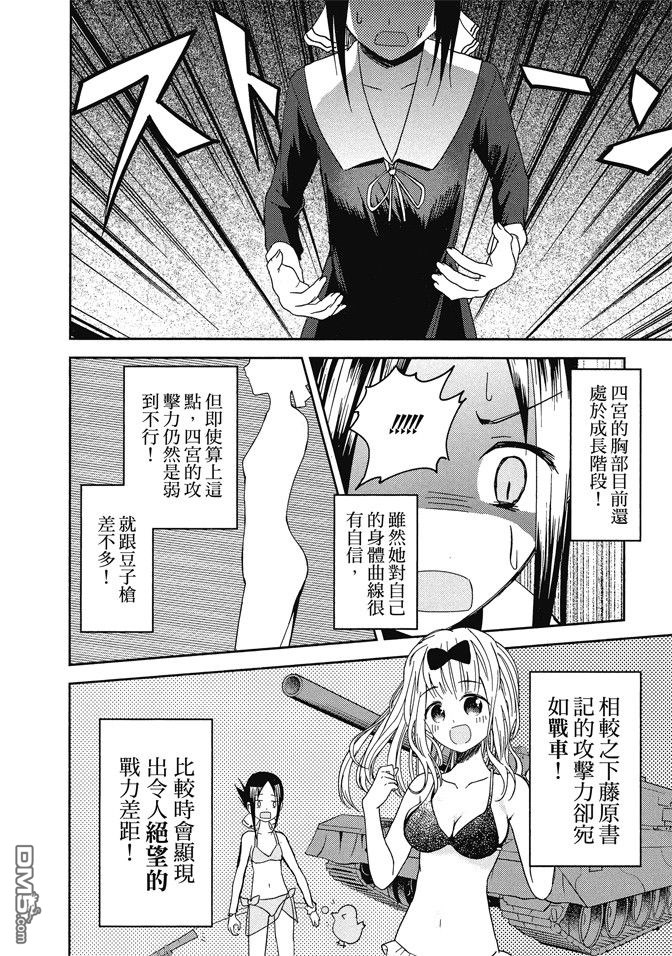 ストーン
四宮的胸部目前還
處於成長階段！
!!!!!!
雖然她對自己
的身體曲線很
有自信，
但即使算上這
點，四宮的攻
擊力仍然是弱
到不行！
就跟豆子槍
差不多！
相較之下藤原書
記的攻擊力卻宛
如戰車！
比較時會顯現
出令人絕望的
戰力差距！
DM5.com